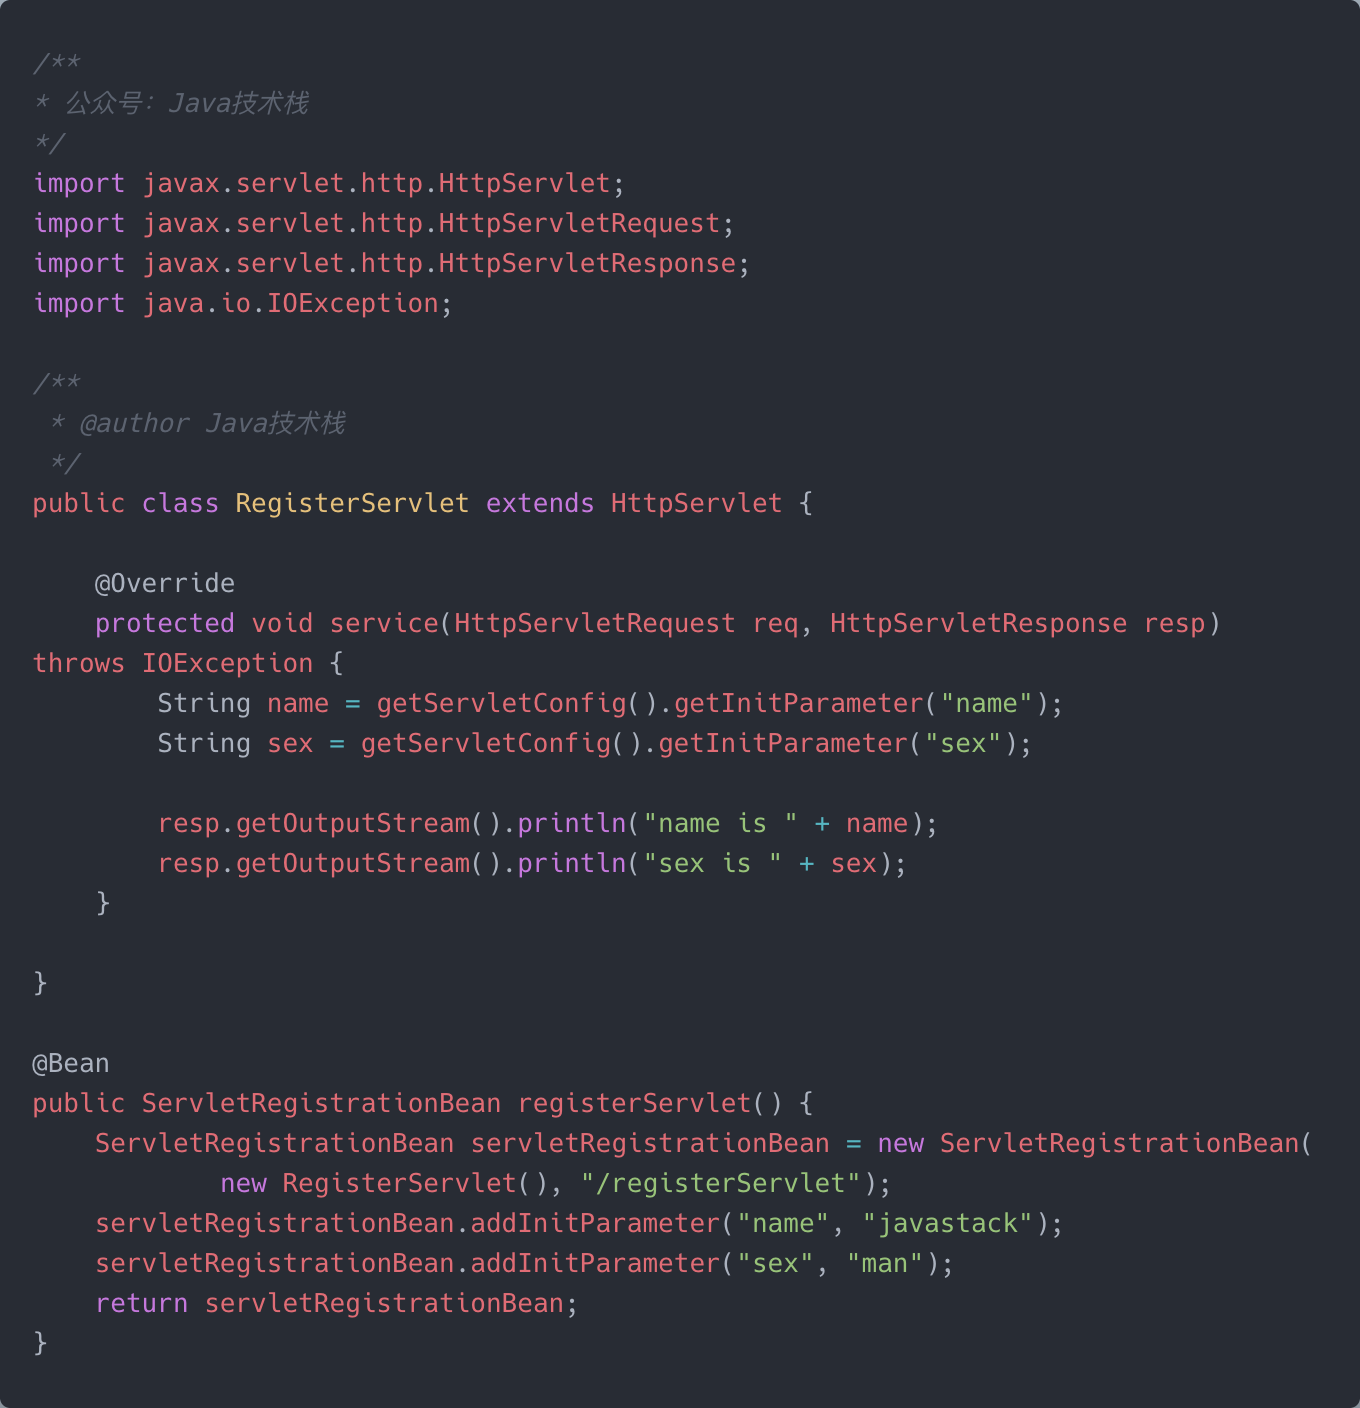 /**
* 公众号：Java技术栈
*/
import javax.servlet.http.HttpServlet;
import javax.servlet.http.HttpServletRequest;
import javax.servlet.http.HttpServletResponse;
import java.io.IOException;

/**
 * @author Java技术栈
 */
public class RegisterServlet extends HttpServlet {

    @Override
    protected void service(HttpServletRequest req, HttpServletResponse resp)
throws IOException {
        String name = getServletConfig().getInitParameter("name");
        String sex = getServletConfig().getInitParameter("sex");

        resp.getOutputStream().println("name is " + name);
        resp.getOutputStream().println("sex is " + sex);
    }

}

@Bean
public ServletRegistrationBean registerServlet() {
    ServletRegistrationBean servletRegistrationBean = new ServletRegistrationBean(
            new RegisterServlet(), "/registerServlet");
    servletRegistrationBean.addInitParameter("name", "javastack");
    servletRegistrationBean.addInitParameter("sex", "man");
    return servletRegistrationBean;
}